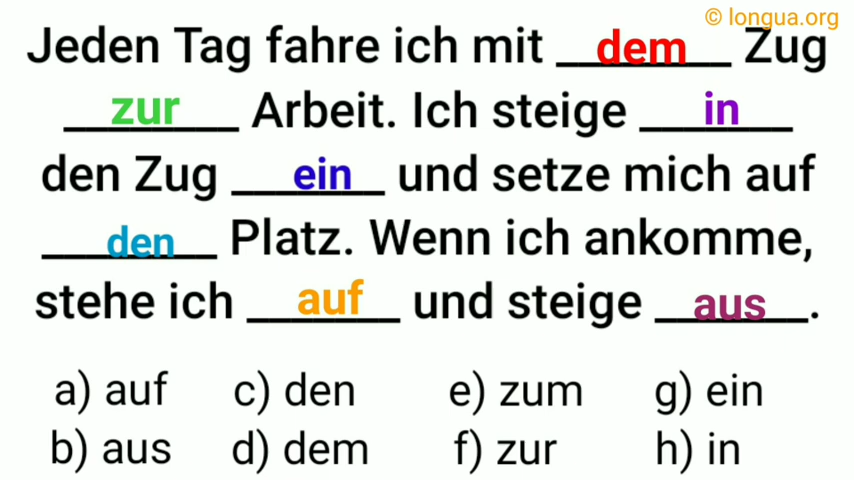 © longua.org
Jeden Tag fahre ich mit dem Zug
zur Arbeit. Ich steige in
den Zug ein und setze mich auf
den Platz. Wenn ich ankomme,
stehe ich auf und steige aus.
a) auf c) den e) zum g) ein
b) aus d) dem f) zur h) in